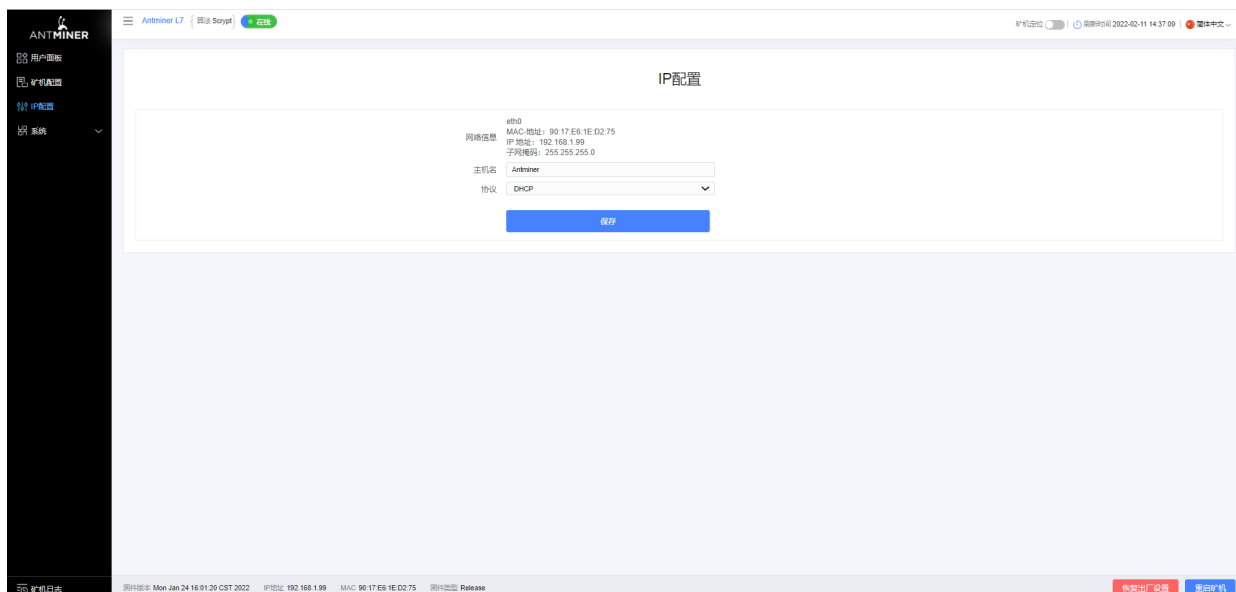 ANTMINER
Antminer L7 { 算法 Scrypt } 在线
矿机定位 | 刷新时间 2022-02-11 14:37:09 | 简体中文
用户面板
矿机配置
IP配置
系统
IP配置
网络信息
eth0
MAC-地址：90:17:E6:1E:D2:75
IP 地址：192.168.1.99
子网掩码：255.255.255.0
主机名 Antminer
协议 DHCP
保存
矿机日志
固件版本 Mon Jan 24 16:01:20 CST 2022 IP地址 192.168.1.99 MAC 90:17:E6:1E:D2:75 固件类型 Release
恢复出厂设置 重启矿机